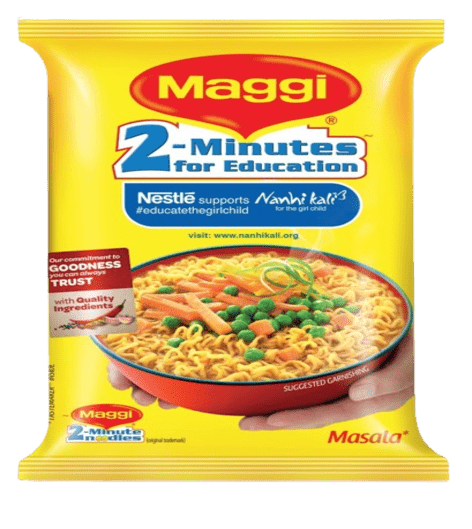 Maggi
®
2-Minutes
for Education
~
Nestlē supports Nanhi kali
#educatethegirlchild for the girl child
visit: www.nanhikali.org
Our commitment to
GOODNESS
you can always
TRUST
with Quality
Ingredients
SUGGESTED GARNISHING
Maggi
2-Minute
noodles (original trademark)
Masala*